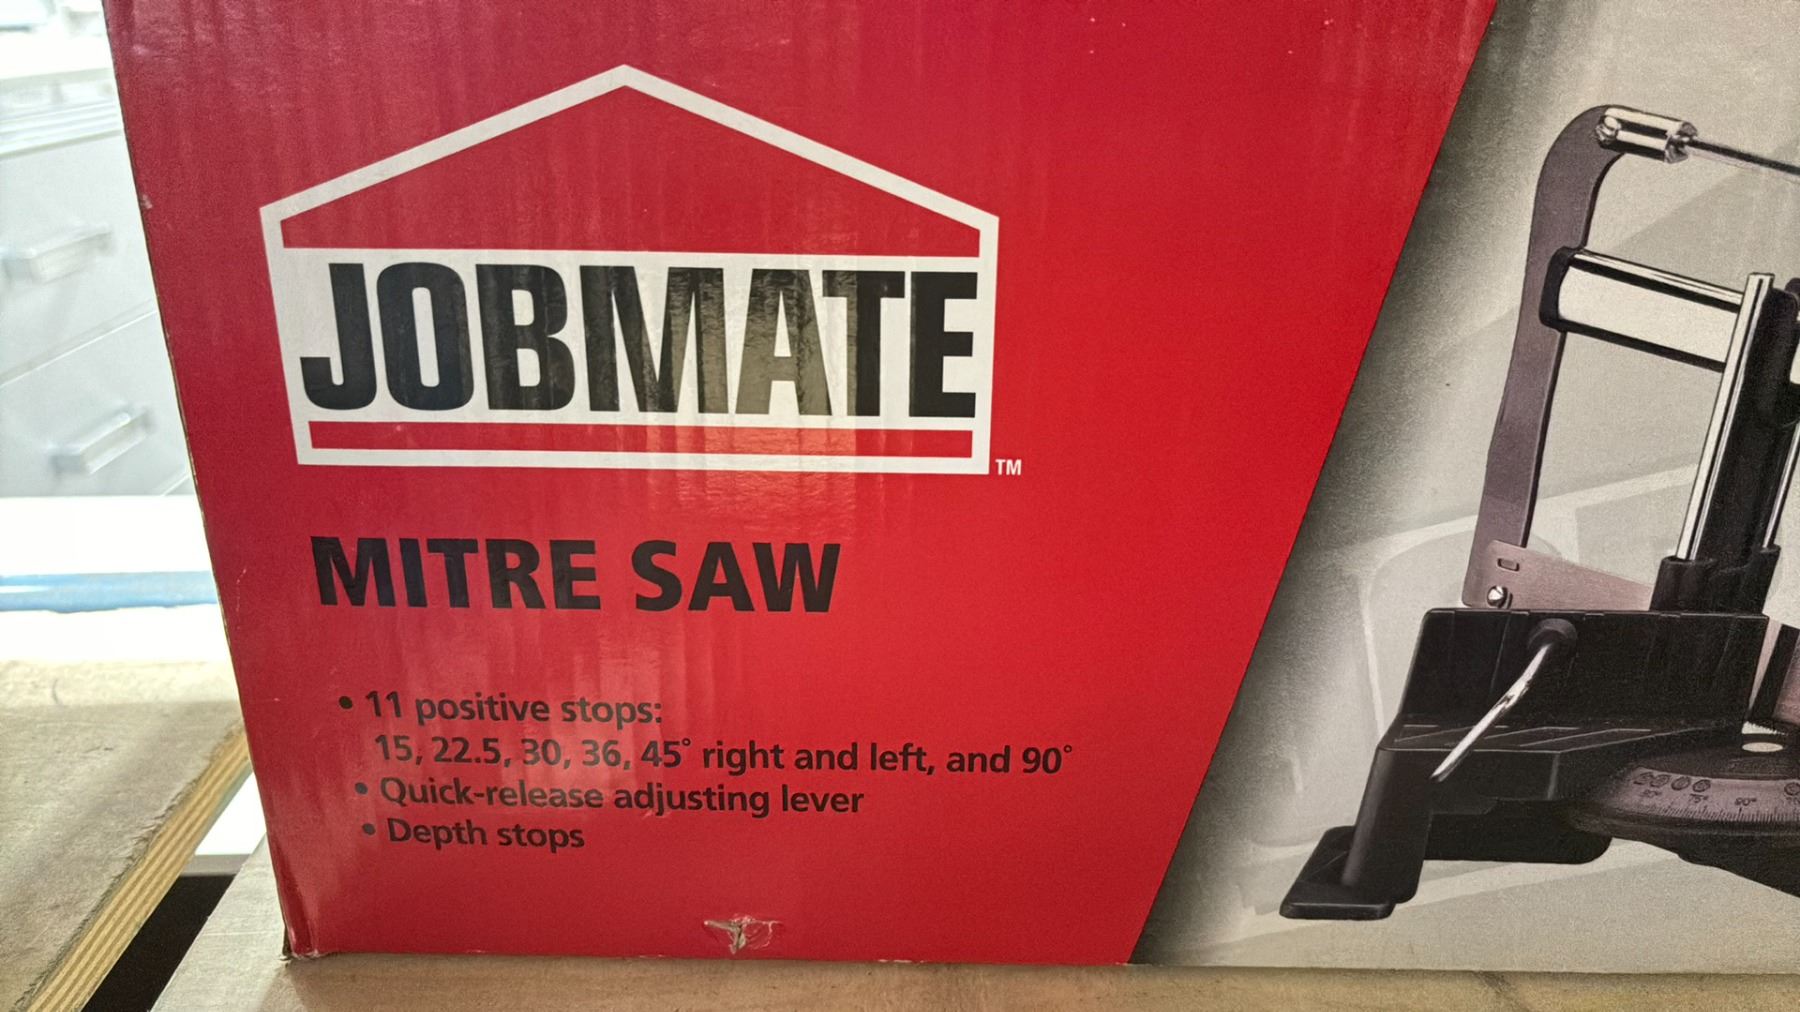 JOBMATE
TM
MITRE SAW
• 11 positive stops:
15, 22.5, 30, 36, 45° right and left, and 90°
• Quick-release adjusting lever
• Depth stops